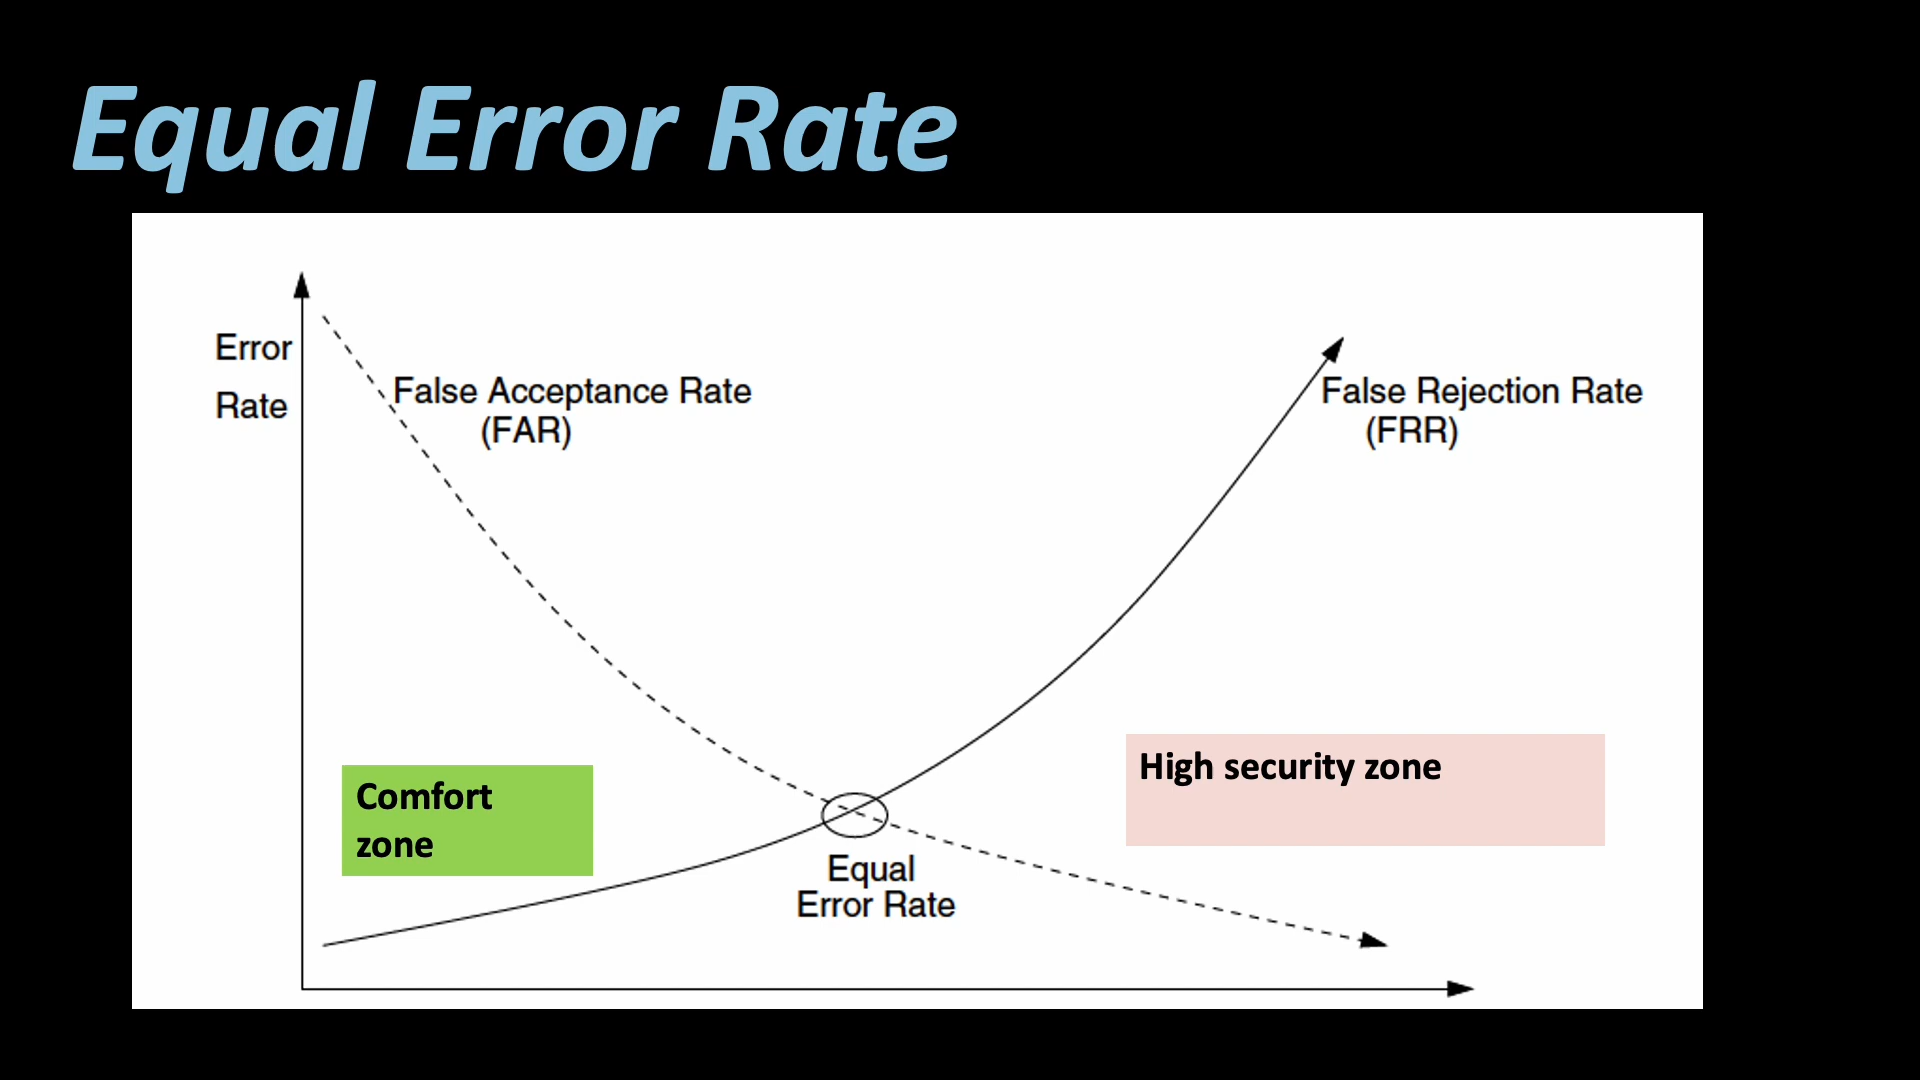 Equal Error Rate
Error
Rate
False Acceptance Rate
(FAR)
False Rejection Rate
(FRR)
Comfort
zone
High security zone
Equal
Error Rate